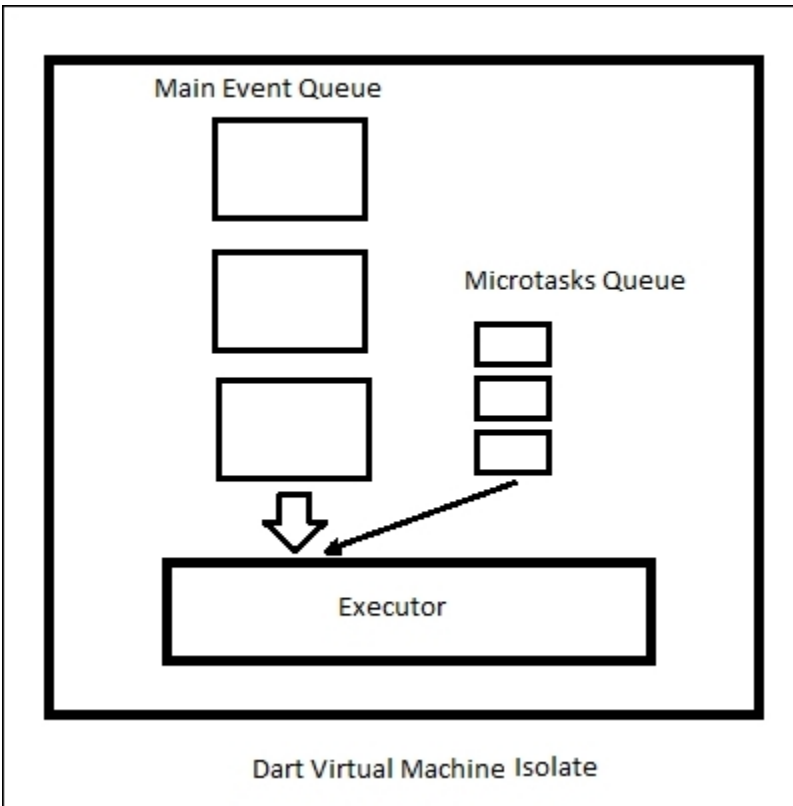 Main Event Queue
Microtasks Queue
Executor
Dart Virtual Machine Isolate